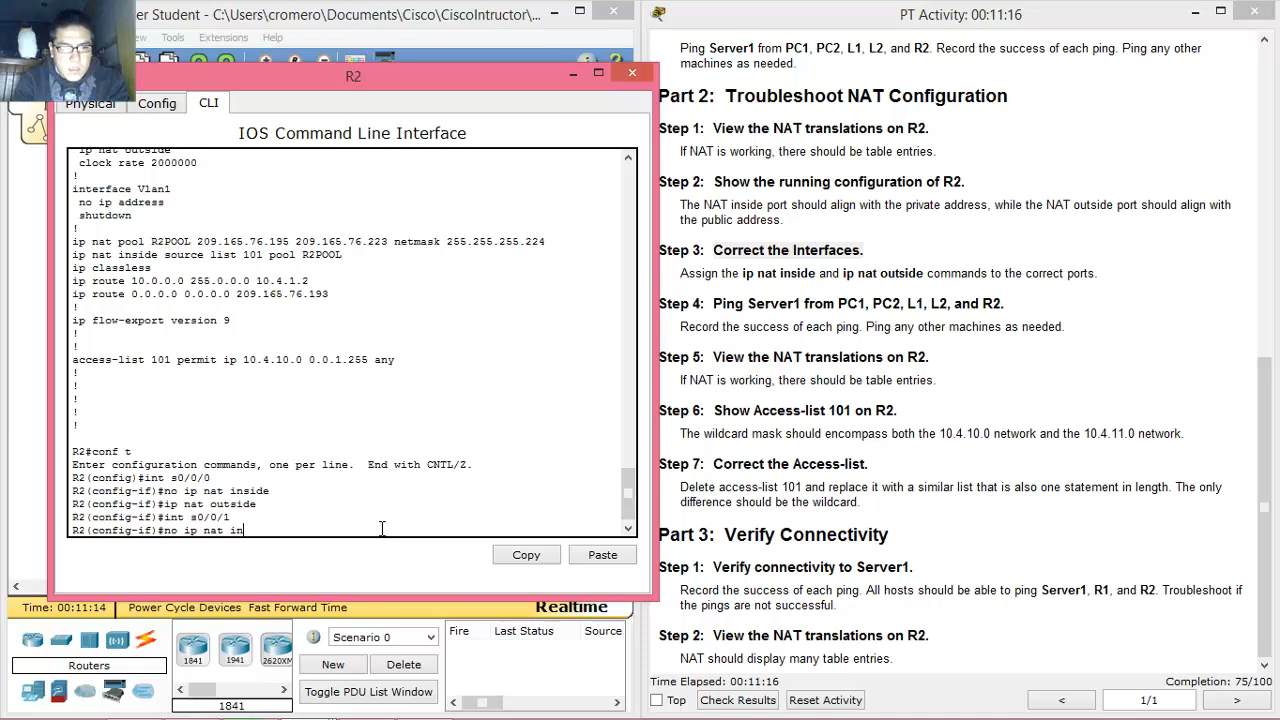 er Student - C:\Users\cromero\Documents\Cisco\CiscoIntructor\...
Tools Extensions Help
R2
Physical Config CLI
IOS Command Line Interface
ip nat outside
clock rate 2000000
!
interface Vlan1
no ip address
shutdown
!
ip nat pool R2POOL 209.165.76.195 209.165.76.223 netmask 255.255.255.224
ip nat inside source list 101 pool R2POOL
ip classless
ip route 10.0.0.0 255.0.0.0 10.4.1.2
ip route 0.0.0.0 0.0.0.0 209.165.76.193
!
ip flow-export version 9
!
!
access-list 101 permit ip 10.4.10.0 0.0.1.255 any
!
!
!
!
!
R2#conf t
Enter configuration commands, one per line. End with CNTL/Z.
R2(config)#int s0/0/0
R2(config-if)#no ip nat inside
R2(config-if)#ip nat outside
R2(config-if)#int s0/0/1
R2(config-if)#no ip nat in
Copy Paste
Time: 00:11:14 Power Cycle Devices Fast Forward Time Realtime
Routers
1841 1941 2620XM
1841
Scenario 0
New Delete
Toggle PDU List Window
Fire Last Status Source
PT Activity: 00:11:16
Ping Server1 from PC1, PC2, L1, L2, and R2. Record the success of each ping. Ping any other
machines as needed.
Part 2: Troubleshoot NAT Configuration
Step 1: View the NAT translations on R2.
If NAT is working, there should be table entries.
Step 2: Show the running configuration of R2.
The NAT inside port should align with the private address, while the NAT outside port should align with
the public address.
Step 3: Correct the Interfaces.
Assign the ip nat inside and ip nat outside commands to the correct ports.
Step 4: Ping Server1 from PC1, PC2, L1, L2, and R2.
Record the success of each ping. Ping any other machines as needed.
Step 5: View the NAT translations on R2.
If NAT is working, there should be table entries.
Step 6: Show Access-list 101 on R2.
The wildcard mask should encompass both the 10.4.10.0 network and the 10.4.11.0 network.
Step 7: Correct the Access-list.
Delete access-list 101 and replace it with a similar list that is also one statement in length. The only
difference should be the wildcard.
Part 3: Verify Connectivity
Step 1: Verify connectivity to Server1.
Record the success of each ping. All hosts should be able to ping Server1, R1, and R2. Troubleshoot if
the pings are not successful.
Step 2: View the NAT translations on R2.
NAT should display many table entries.
Time Elapsed: 00:11:16 Completion: 75/100
Top Check Results Reset Activity < 1/1 >